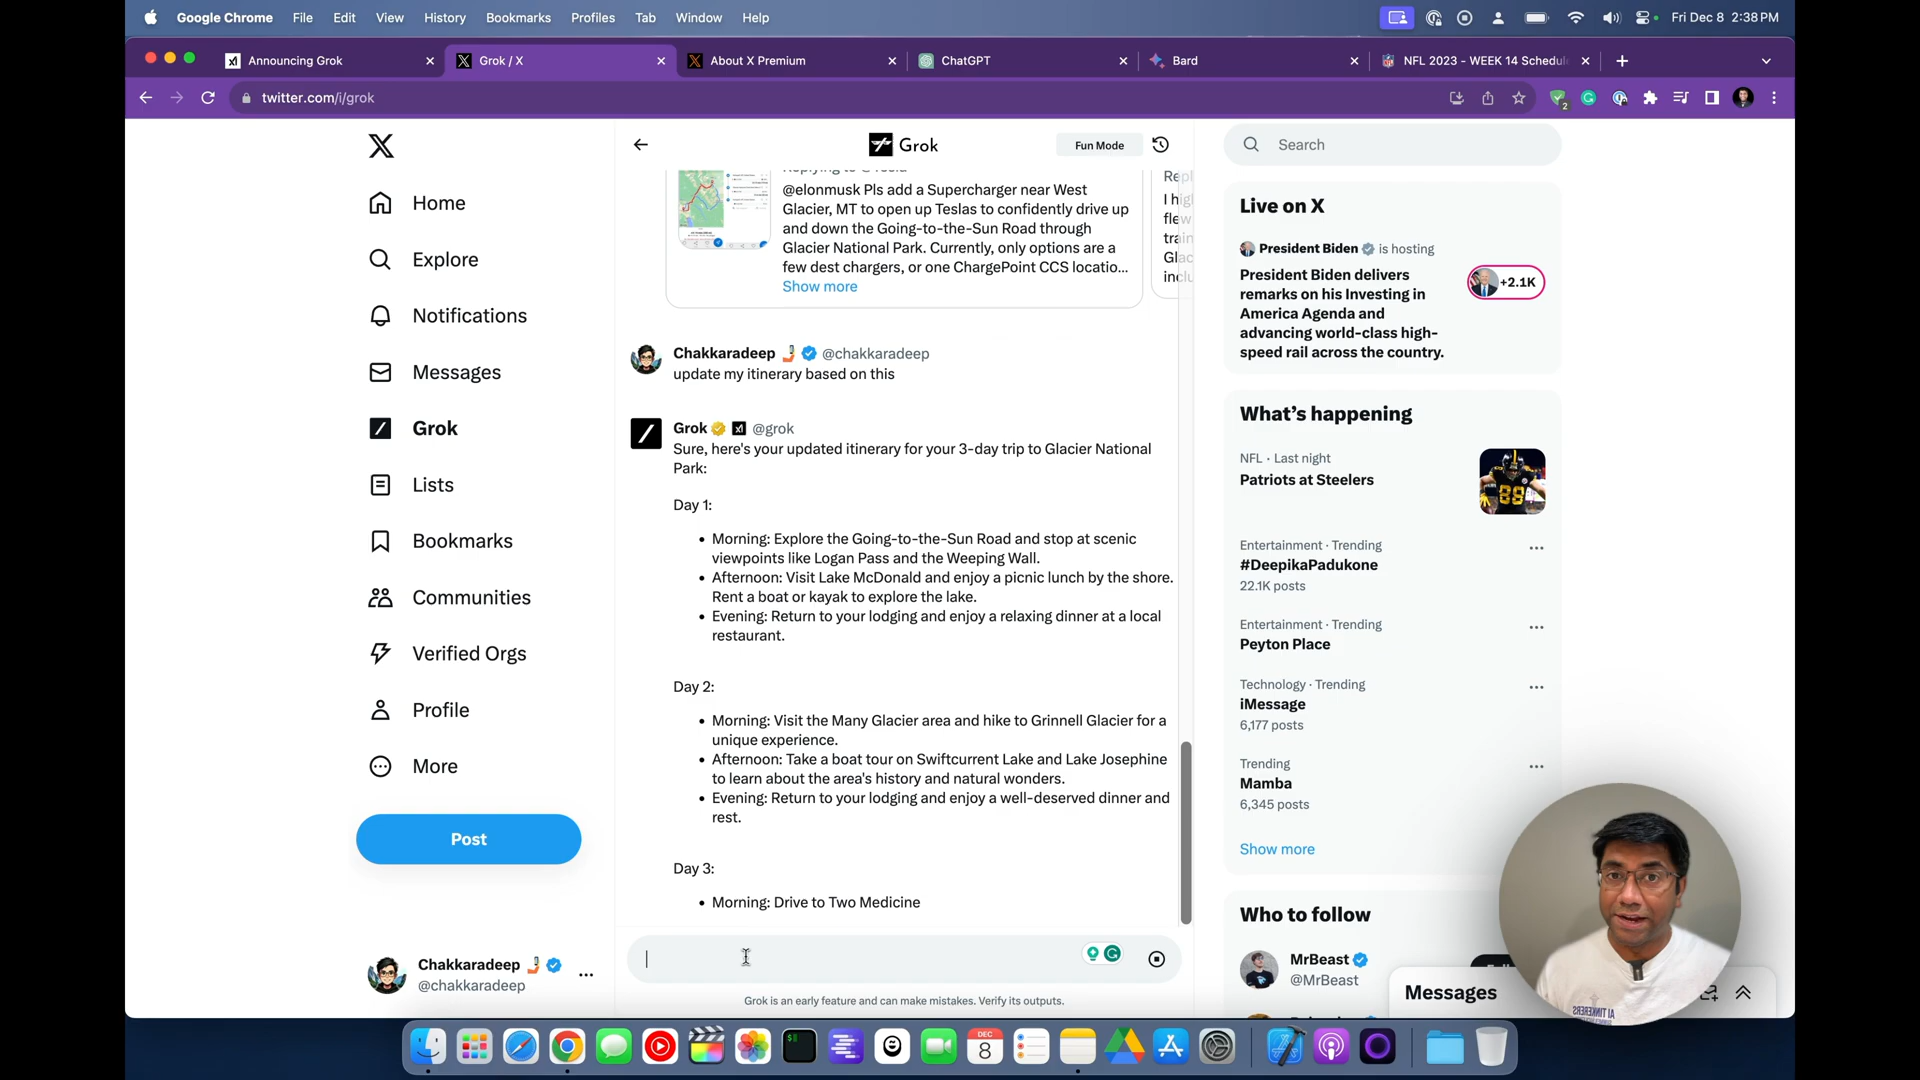 Google Chrome File Edit View History Bookmarks Profiles Tab Window Help Fri Dec 8 2:38 PM
Announcing Grok Grok / X About X Premium ChatGPT Bard NFL 2023 - WEEK 14 Schedul
twitter.com/i/grok 2
Home
Explore
Notifications
Messages
Grok
Lists
Bookmarks
Communities
Verified Orgs
Profile
More
Post
Chakkaradeep
@chakkaradeep
Grok
Fun Mode
@elonmusk Pls add a Supercharger near West
Glacier, MT to open up Teslas to confidently drive up
and down the Going-to-the-Sun Road through
Glacier National Park. Currently, only options are a
few dest chargers, or one ChargePoint CCS locatio...
Show more
Repl
I hig
flew
train
Glac
inclu
Chakkaradeep @chakkaradeep
update my itinerary based on this
Grok @grok
Sure, here's your updated itinerary for your 3-day trip to Glacier National
Park:
Day 1:
• Morning: Explore the Going-to-the-Sun Road and stop at scenic
viewpoints like Logan Pass and the Weeping Wall.
• Afternoon: Visit Lake McDonald and enjoy a picnic lunch by the shore.
Rent a boat or kayak to explore the lake.
• Evening: Return to your lodging and enjoy a relaxing dinner at a local
restaurant.
Day 2:
• Morning: Visit the Many Glacier area and hike to Grinnell Glacier for a
unique experience.
• Afternoon: Take a boat tour on Swiftcurrent Lake and Lake Josephine
to learn about the area's history and natural wonders.
• Evening: Return to your lodging and enjoy a well-deserved dinner and
rest.
Day 3:
• Morning: Drive to Two Medicine
Grok is an early feature and can make mistakes. Verify its outputs.
Search
Live on X
President Biden is hosting
President Biden delivers
remarks on his Investing in
America Agenda and
advancing world-class high-
speed rail across the country.
+2.1K
What's happening
NFL · Last night
Patriots at Steelers
Entertainment · Trending
#DeepikaPadukone
22.1K posts
Entertainment · Trending
Peyton Place
Technology · Trending
iMessage
6,177 posts
Trending
Mamba
6,345 posts
Show more
Who to follow
MrBeast
@MrBeast
Messages
AI TINKERERS
DEC
8